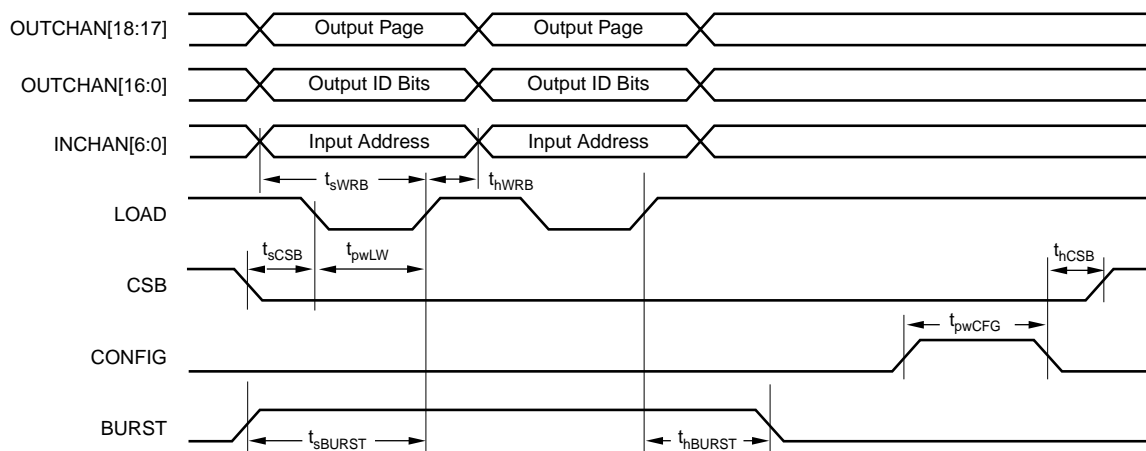 OUTCHAN[18:17] Output Page Output Page
OUTCHAN[16:0] Output ID Bits Output ID Bits
INCHAN[6:0] Input Address Input Address
tsWRB thWRB
LOAD
tsCSB tpwLW thCSB
CSB
tpwCFG
CONFIG
BURST
tsBURST thBURST